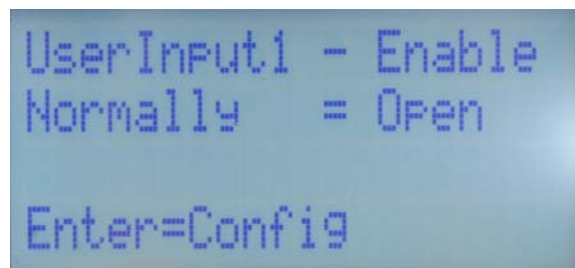 UserInput1 - Enable
Normally   = Open
Enter=Config